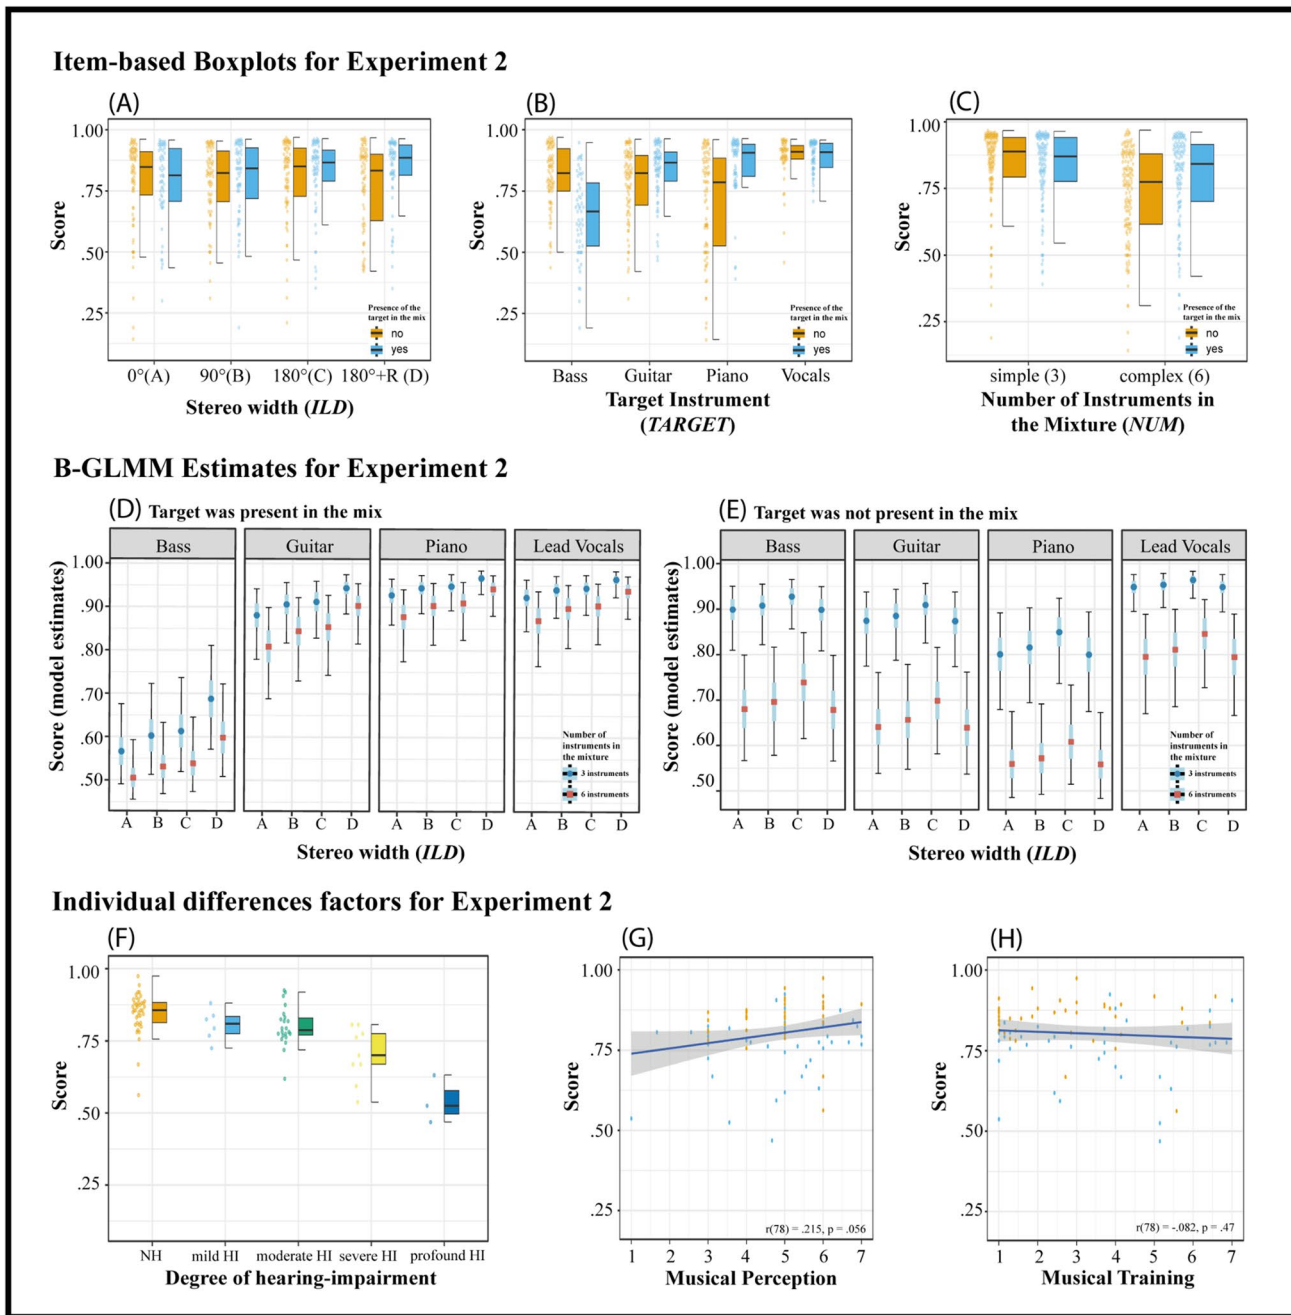 Item-based Boxplots for Experiment 2
(A)
1.00
.75
.50
.25
Score
Presence of the
target in the mix
no
yes
0°(A) 90°(B) 180°(C) 180°+R (D)
Stereo width (ILD)
(B)
1.00
.75
.50
.25
Score
Presence of the
target in the mix
no
yes
Bass Guitar Piano Vocals
Target Instrument
(TARGET)
(C)
1.00
.75
.50
.25
Score
Presence of the
target in the mix
no
yes
simple (3) complex (6)
Number of Instruments in
the Mixture (NUM)
B-GLMM Estimates for Experiment 2
(D) Target was present in the mix
Bass Guitar Piano Lead Vocals
1.00
.90
.80
.70
.60
.50
Score (model estimates)
Number of
instruments in
the mixture
3 instruments
6 instruments
A B C D A B C D A B C D A B C D
Stereo width (ILD)
(E) Target was not present in the mix
Bass Guitar Piano Lead Vocals
1.00
.90
.80
.70
.60
.50
Score (model estimates)
Number of
instruments in
the mixture
3 instruments
6 instruments
A B C D A B C D A B C D A B C D
Stereo width (ILD)
Individual differences factors for Experiment 2
(F)
1.00
.75
.50
.25
Score
NH mild HI moderate HI severe HI profound HI
Degree of hearing-impairment
(G)
1.00
.75
.50
.25
Score
r(78) = .215, p = .056
1 2 3 4 5 6 7
Musical Perception
(H)
1.00
.75
.50
.25
Score
r(78) = -.082, p = .47
1 2 3 4 5 6 7
Musical Training